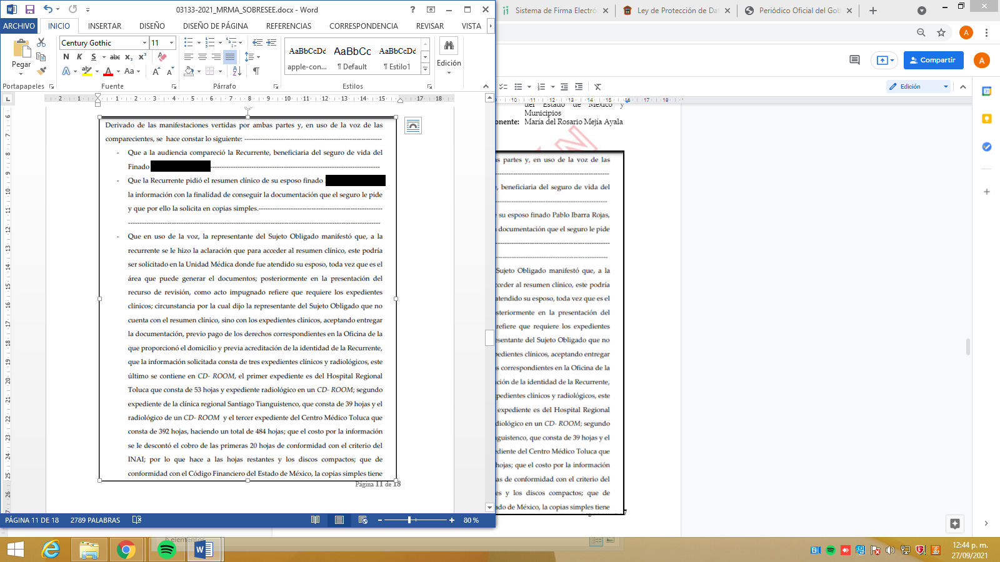 03133-2021_MRMA_SOBRESEE.docx - Word
Sistema de Firma Electró
Ley de Protección de Da
Periódico Oficial del Gob
ARCHIVO INICIO INSERTAR DISEÑO DISEÑO DE PÁGINA REFERENCIAS CORRESPONDENCIA REVISAR VISTA
Century Gothic 11
Pegar
N K S abc x₂ x²
A ab A Aa A A
AaBbCcDd AaBbCc AaBbCcDd
apple-con... ¶ Default ¶ Estilo1
Edición
Portapapeles Fuente Párrafo Estilos
A
Compartir
A
Edición
2 1 1 2 3 4 5 6 7 8 9 10 11 12 13 14 15 17 18
9 10 11 12 13 14 15 16 17 18
Derivado de las manifestaciones vertidas por ambas partes y, en uso de la voz de las
comparecientes, se hace constar lo siguiente: ------------------------------------------------------------
- Que a la audiencia compareció la Recurrente, beneficiaria del seguro de vida del
Finado --------------------------------------------------------------------------
- Que la Recurrente pidió el resumen clínico de su esposo finado
la información con la finalidad de conseguir la documentación que el seguro le pide
y que por ello la solicita en copias simples.------------------------------------------------------
--------------------------------------------------------------------------------------------------------------
- Que en uso de la voz, la representante del Sujeto Obligado manifestó que, a la
recurrente se le hizo la aclaración que para acceder al resumen clínico, este podría
ser solicitado en la Unidad Médica donde fue atendido su esposo, toda vez que es el
área que puede generar el documentos; posteriormente en la presentación del
recurso de revisión, como acto impugnado refiere que requiere los expedientes
clínicos; circunstancia por la cual dijo la representante del Sujeto Obligado que no
cuenta con el resumen clínico, sino con los expedientes clínicos, aceptando entregar
la documentación, previo pago de los derechos correspondientes en la Oficina de la
que proporcionó el domicilio y previa acreditación de la identidad de la Recurrente,
que la información solicitada consta de tres expedientes clínicos y radiológicos, este
último se contiene en CD- ROOM, el primer expediente es del Hospital Regional
Toluca que consta de 53 hojas y expediente radiológico en un CD- ROOM; segundo
expediente de la clínica regional Santiago Tianguistenco, que consta de 39 hojas y el
radiológico de un CD- ROOM y el tercer expediente del Centro Médico Toluca que
consta de 392 hojas, haciendo un total de 484 hojas; que el costo por la información
se le descontó el cobro de las primeras 20 hojas de conformidad con el criterio del
INAI; por lo que hace a las hojas restantes y los discos compactos; que de
conformidad con el Código Financiero del Estado de México, la copias simples tiene
Página 11 de 18
del Estado de México y
Municipios
onente: María del Rosario Mejía Ayala
as partes y, en uso de la voz de las
-------------------------------------------------
e, beneficiaria del seguro de vida del
-------------------------------------------------
e su esposo finado Pablo Ibarra Rojas,
documentación que el seguro le pide
-------------------------------------------------
-------------------------------------------------
Sujeto Obligado manifestó que, a la
cceder al resumen clínico, este podría
atendido su esposo, toda vez que es el
steriormente en la presentación del
refiere que requiere los expedientes
esentante del Sujeto Obligado que no
pedientes clínicos, aceptando entregar
s correspondientes en la Oficina de la
ción de la identidad de la Recurrente,
pedientes clínicos y radiológicos, este
expediente es del Hospital Regional
diológico en un CD- ROOM; segundo
guistenco, que consta de 39 hojas y el
diente del Centro Médico Toluca que
hojas; que el costo por la información
as de conformidad con el criterio del
es y los discos compactos; que de
ado de México, la copias simples tiene
7
PÁGINA 11 DE 18 2789 PALABRAS 80 %
6 elementos
12:44 p. m.
27/09/2021